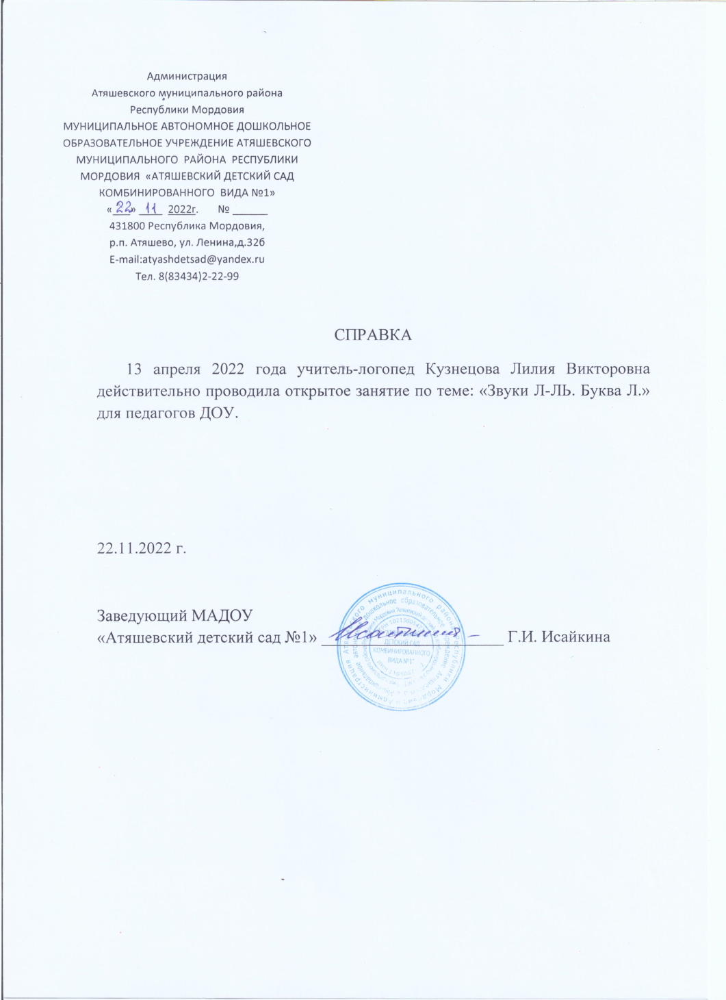 Администрация
Атяшевского муниципального района
Республики Мордовия
МУНИЦИПАЛЬНОЕ АВТОНОМНОЕ ДОШКОЛЬНОЕ
ОБРАЗОВАТЕЛЬНОЕ УЧРЕЖДЕНИЕ АТЯШЕВСКОГО
МУНИЦИПАЛЬНОГО РАЙОНА РЕСПУБЛИКИ
МОРДОВИЯ «АТЯШЕВСКИЙ ДЕТСКИЙ САД
КОМБИНИРОВАННОГО ВИДА №1»
«22» 11 2022г. № ______
431800 Республика Мордовия,
р.п. Атяшево, ул. Ленина,д.32б
E-mail:atyashdetsad@yandex.ru
Тел. 8(83434)2-22-99
СПРАВКА
13 апреля 2022 года учитель-логопед Кузнецова Лилия Викторовна
действительно проводила открытое занятие по теме: «Звуки Л-ЛЬ. Буква Л.»
для педагогов ДОУ.
22.11.2022 г.
Заведующий МАДОУ
«Атяшевский детский сад №1» ______ Г.И. Исайкина
ДЕТСКИЙ САД
КОМБИНИРОВАННОГО
ВИДА №1"